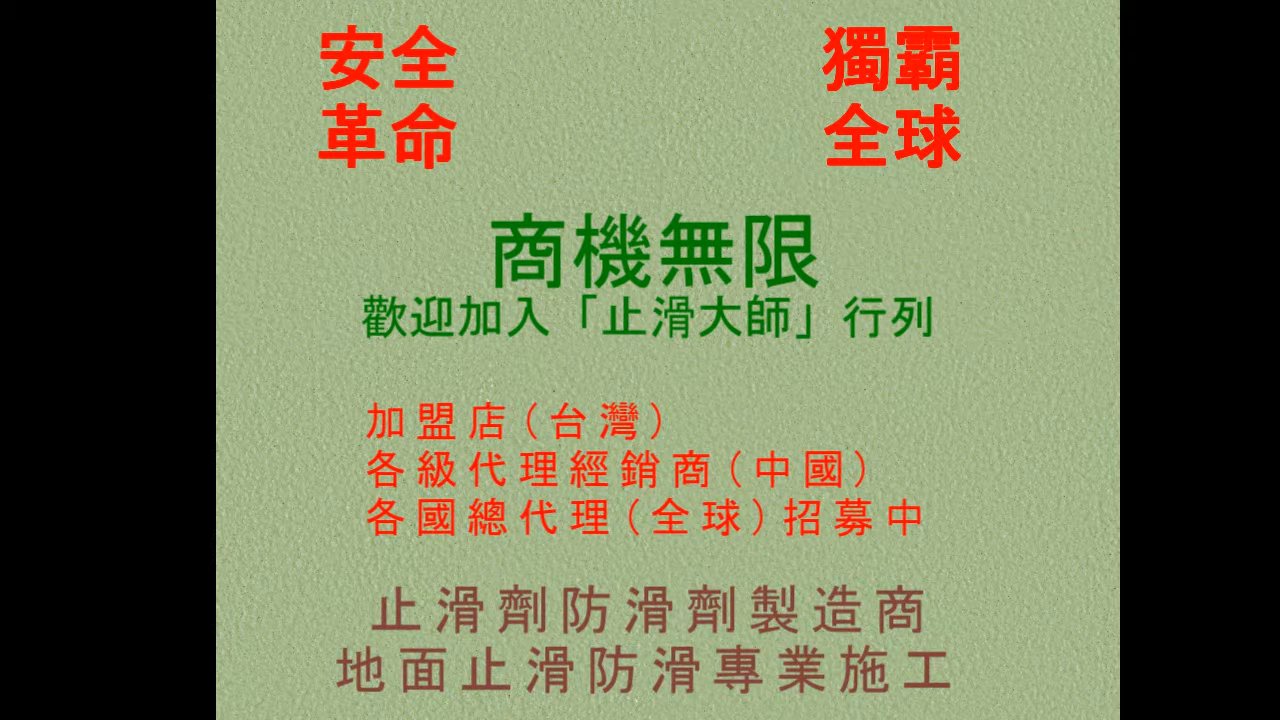 安全
革命
獨霸
全球
商機無限
歡迎加入「止滑大師」行列
加盟店(台灣)
各級代理經銷商(中國)
各國總代理(全球)招募中
止滑劑防滑劑製造商
地面止滑防滑專業施工